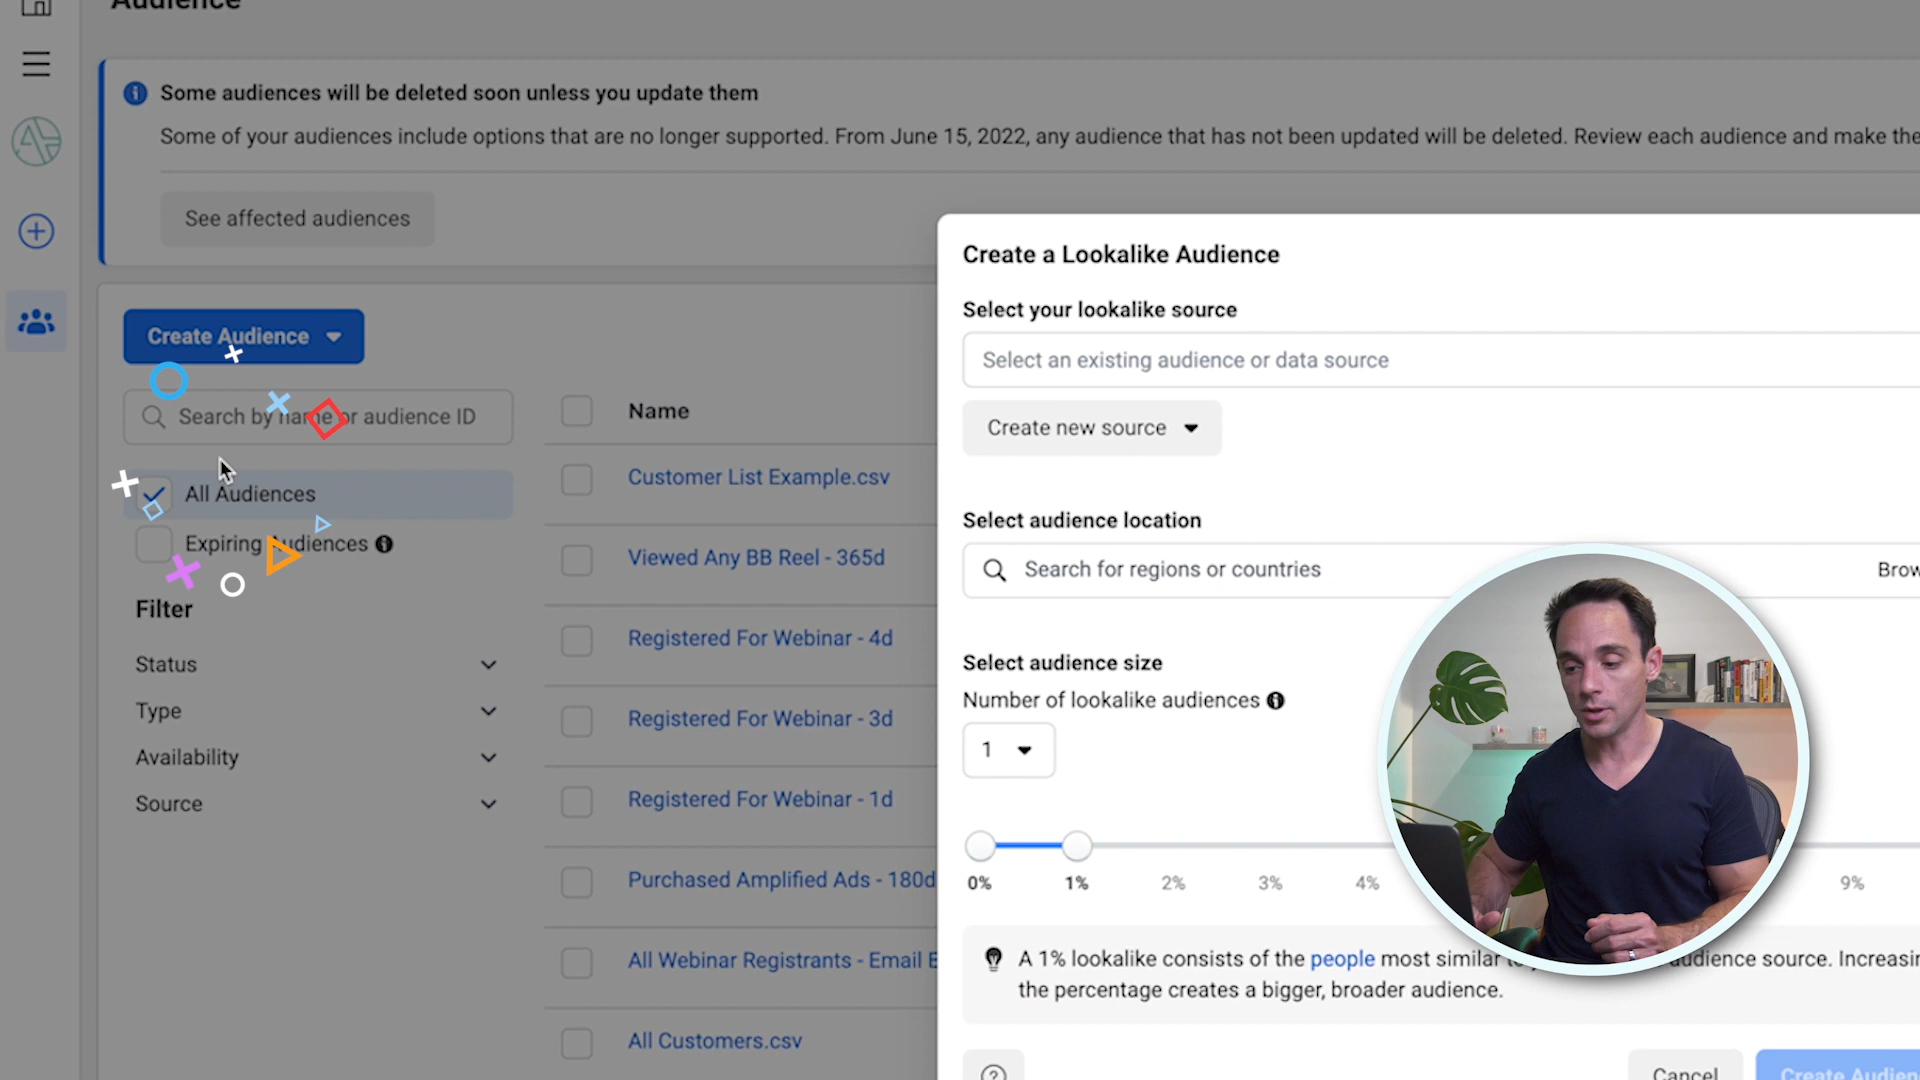 Audience
Some audiences will be deleted soon unless you update them
Some of your audiences include options that are no longer supported. From June 15, 2022, any audience that has not been updated will be deleted. Review each audience and make the
See affected audiences
Create Audience
Search by name or audience ID
All Audiences
Expiring Audiences
Filter
Status
Type
Availability
Source
Name
Customer List Example.csv
Viewed Any BB Reel - 365d
Registered For Webinar - 4d
Registered For Webinar - 3d
Registered For Webinar - 1d
Purchased Amplified Ads - 180d
All Webinar Registrants - Email
All Customers.csv
Create a Lookalike Audience
Select your lookalike source
Select an existing audience or data source
Create new source
Select audience location
Search for regions or countries
Brow
Select audience size
Number of lookalike audiences
1
0% 1% 2% 3% 4% 9%
A 1% lookalike consists of the people most similar audience source. Increasin
the percentage creates a bigger, broader audience.
Cancel
Create Audien